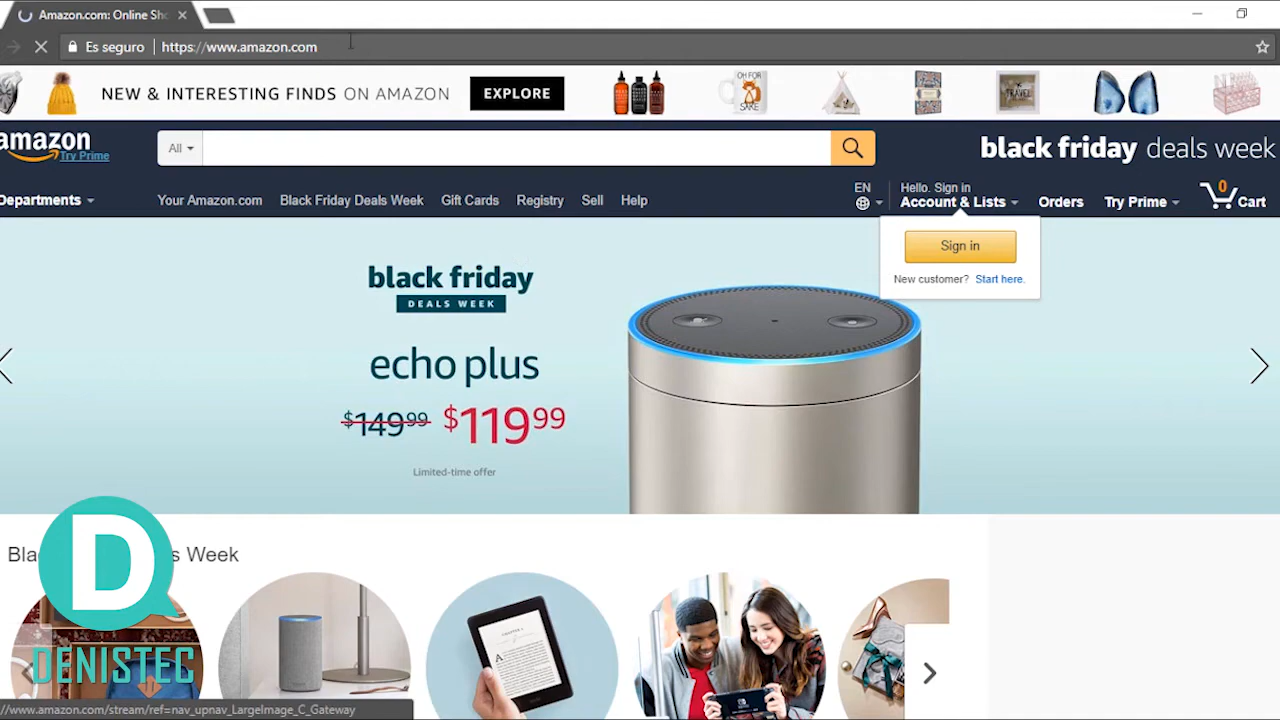 Amazon.com: Online Sho
Es seguro
https://www.amazon.com
NEW & INTERESTING FINDS ON AMAZON
EXPLORE
OH FOR
SAKE
TRAVEL
amazon
Try Prime
All
black friday deals week
Departments
Your Amazon.com
Black Friday Deals Week
Gift Cards
Registry
Sell
Help
EN
Hello. Sign in
Account & Lists
Orders
Try Prime
0
Cart
Sign in
New customer? Start here.
black friday
DEALS WEEK
echo plus
$149.99 $119.99
Limited-time offer
Bla s Week
D
DENISTEC
//www.amazon.com/stream/ref=nav_upnav_LargeImage_C_Gateway